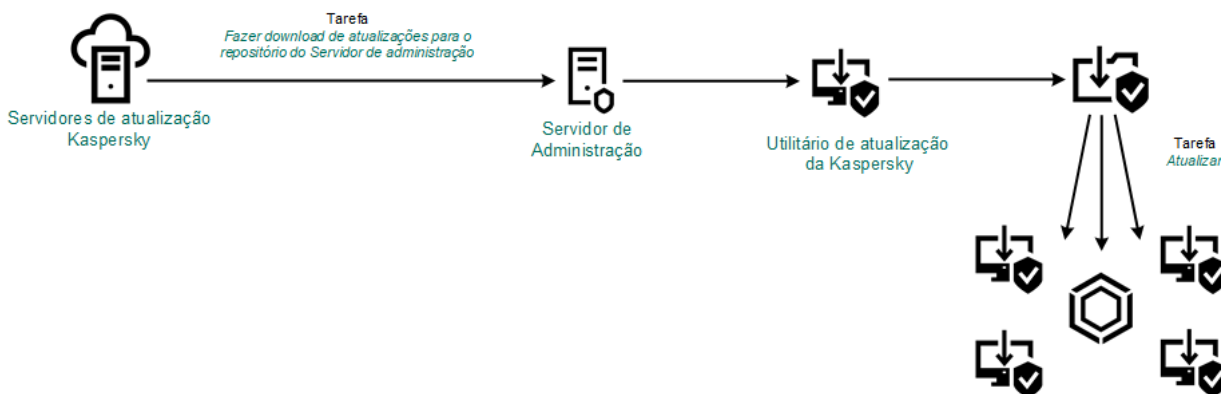 Tarefa
Fazer download de atualizações para o
repositório do Servidor de administração
Servidores de atualização
Kaspersky
Servidor de
Administração
Utilitário de atualização
da Kaspersky
Tarefa
Atualizar